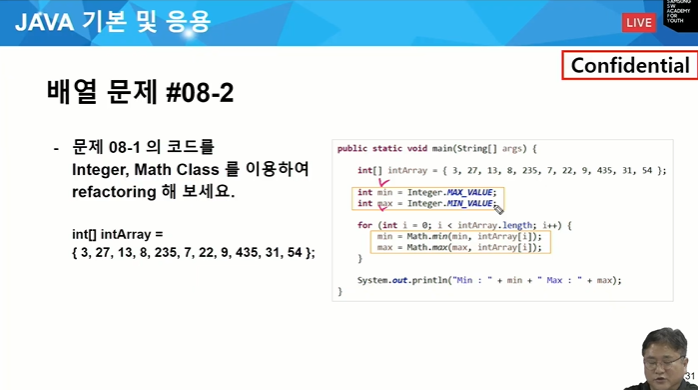 JAVA 기본 및 응용
LIVE
SAMSUNG
SW
ACADEMY
FOR
YOUTH
Confidential
배열 문제 #08-2
- 문제 08-1 의 코드를
Integer, Math Class 를 이용하여
refactoring 해 보세요.
int[] intArray =
{ 3, 27, 13, 8, 235, 7, 22, 9, 435, 31, 54 };
public static void main(String[] args) {
int[] intArray = { 3, 27, 13, 8, 235, 7, 22, 9, 435, 31, 54 };
int min = Integer.MAX_VALUE;
int max = Integer.MIN_VALUE;
for (int i = 0; i < intArray.length; i++) {
min = Math.min(min, intArray[i]);
max = Math.max(max, intArray[i]);
}
System.out.println("Min : " + min + " Max : " + max);
}
31